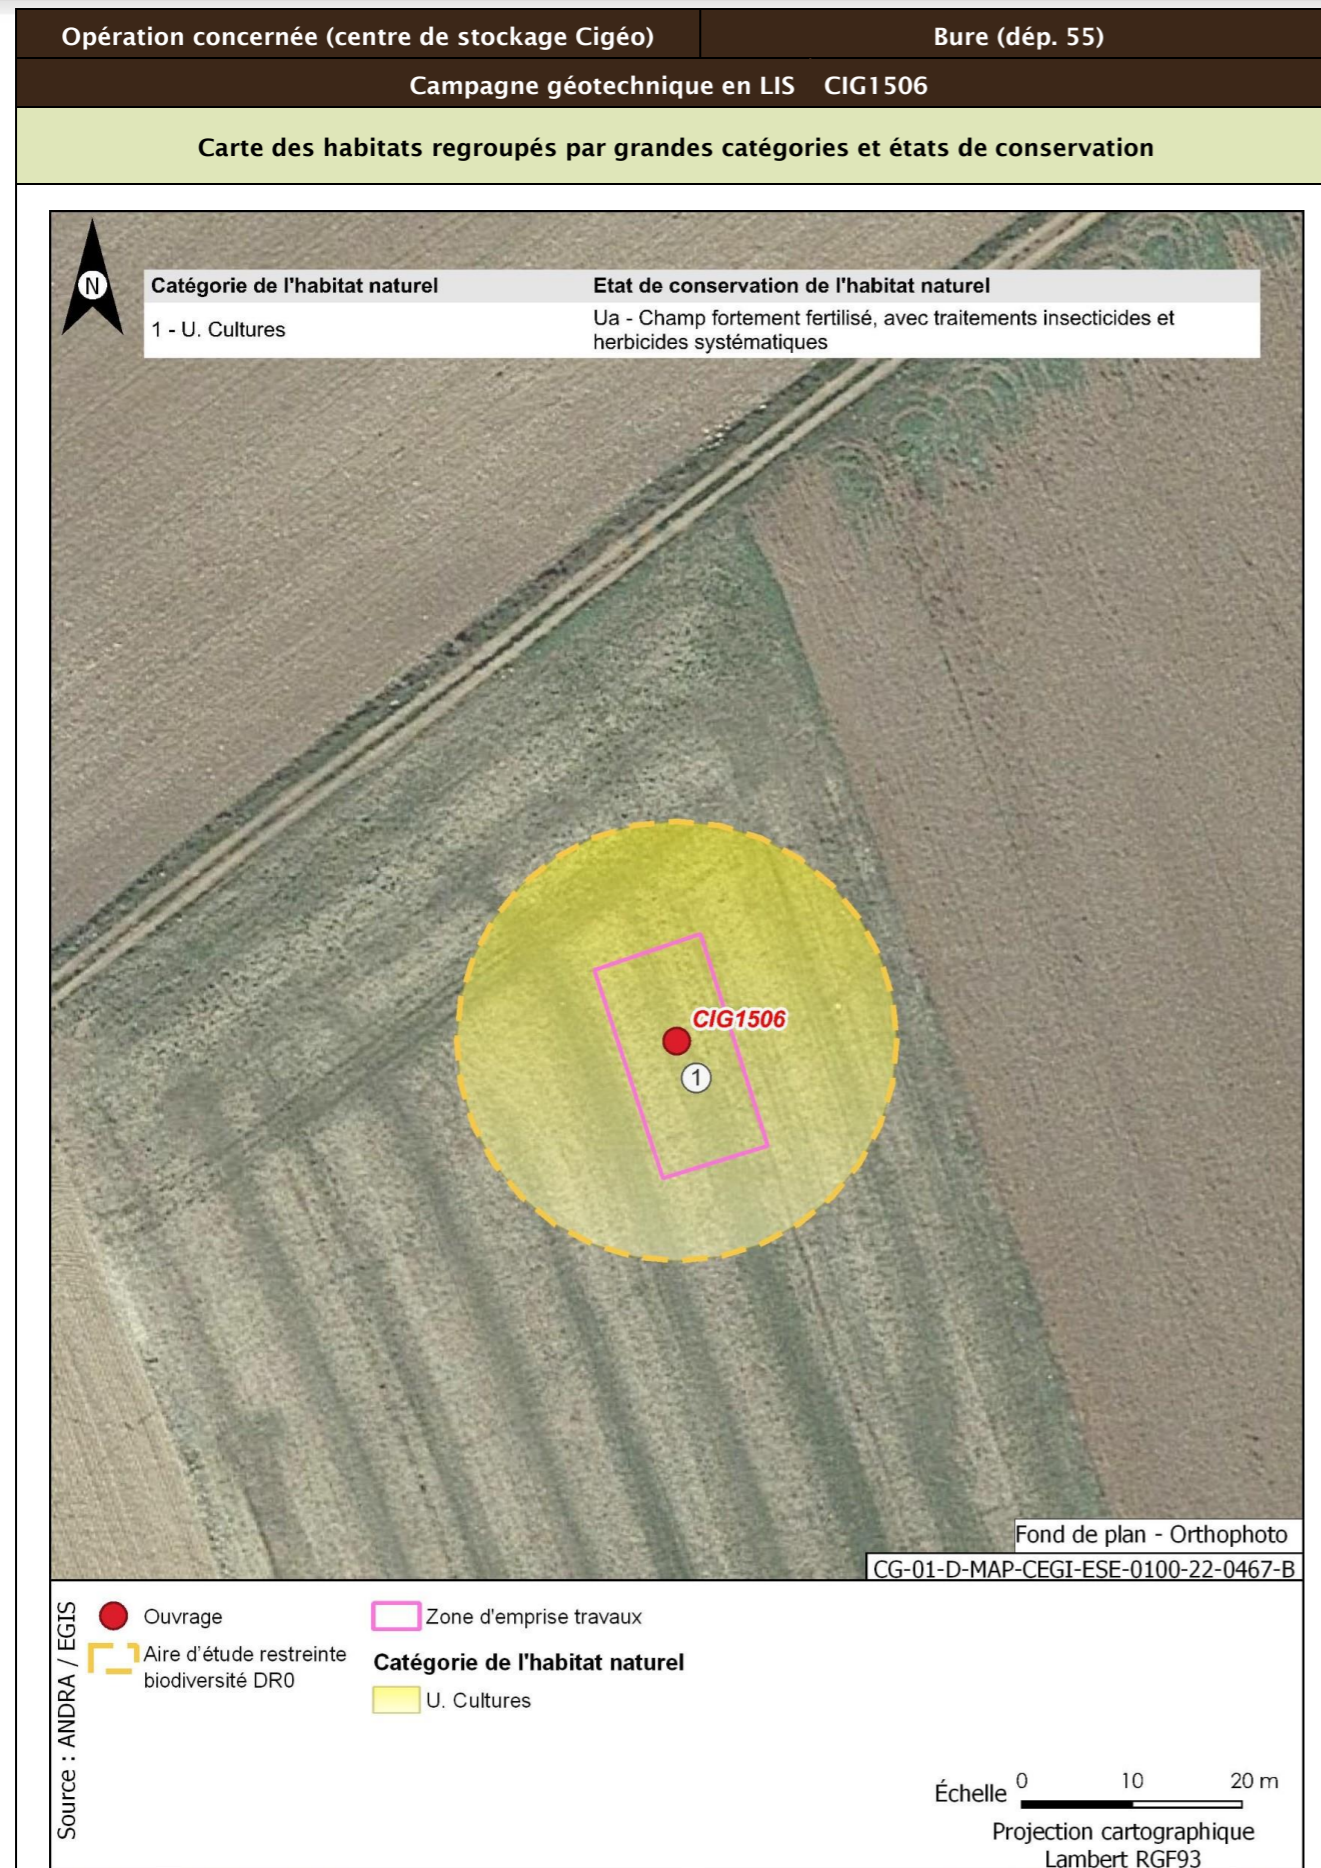 Opération concernée (centre de stockage Cigéo) Bure (dép. 55)
Campagne géotechnique en LIS CIG1506
Carte des habitats regroupés par grandes catégories et états de conservation
N
Catégorie de l'habitat naturel Etat de conservation de l'habitat naturel
1 - U. Cultures Ua - Champ fortement fertilisé, avec traitements insecticides et
herbicides systématiques
CIG1506
1
Fond de plan - Orthophoto
CG-01-D-MAP-CEGI-ESE-0100-22-0467-B
Source : ANDRA / EGIS
Ouvrage
Aire d'étude restreinte
biodiversité DR0
Zone d'emprise travaux
Catégorie de l'habitat naturel
U. Cultures
Échelle 0 10 20 m
Projection cartographique
Lambert RGF93